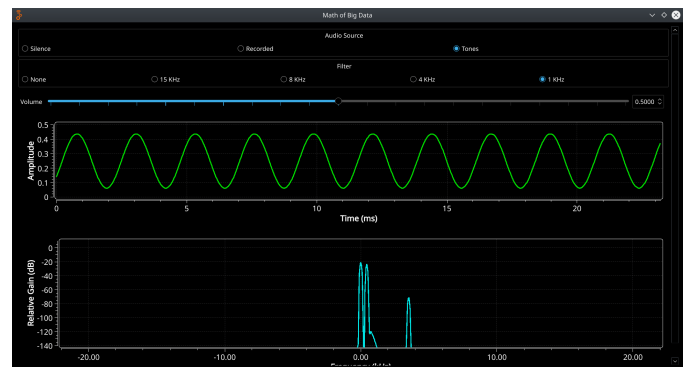 Math of Big Data
Audio Source
Silence Recorded Tones
Filter
None 15 KHz 8 KHz 4 KHz 1 KHz
Volume 0.5000
Amplitude
0.5
0.4
0.3
0.2
0.1
0
0 5 10 15 20
Time (ms)
Relative Gain (dB)
0
-20
-40
-60
-80
-100
-120
-140
-20.00 -10.00 0.00 10.00 20.00
Frequency (kHz)